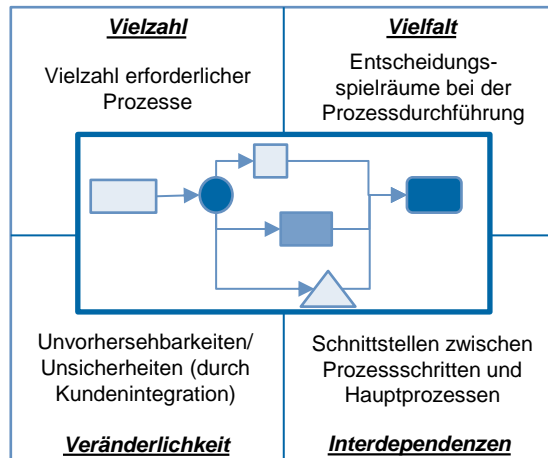 Vielzahl
Vielzahl erforderlicher
Prozesse
Vielfalt
Entscheidungs-
spielräume bei der
Prozessdurchführung
Unvorhersehbarkeiten/
Unsicherheiten (durch
Kundenintegration)
Veränderlichkeit
Schnittstellen zwischen
Prozessschritten und
Hauptprozessen
Interdependenzen